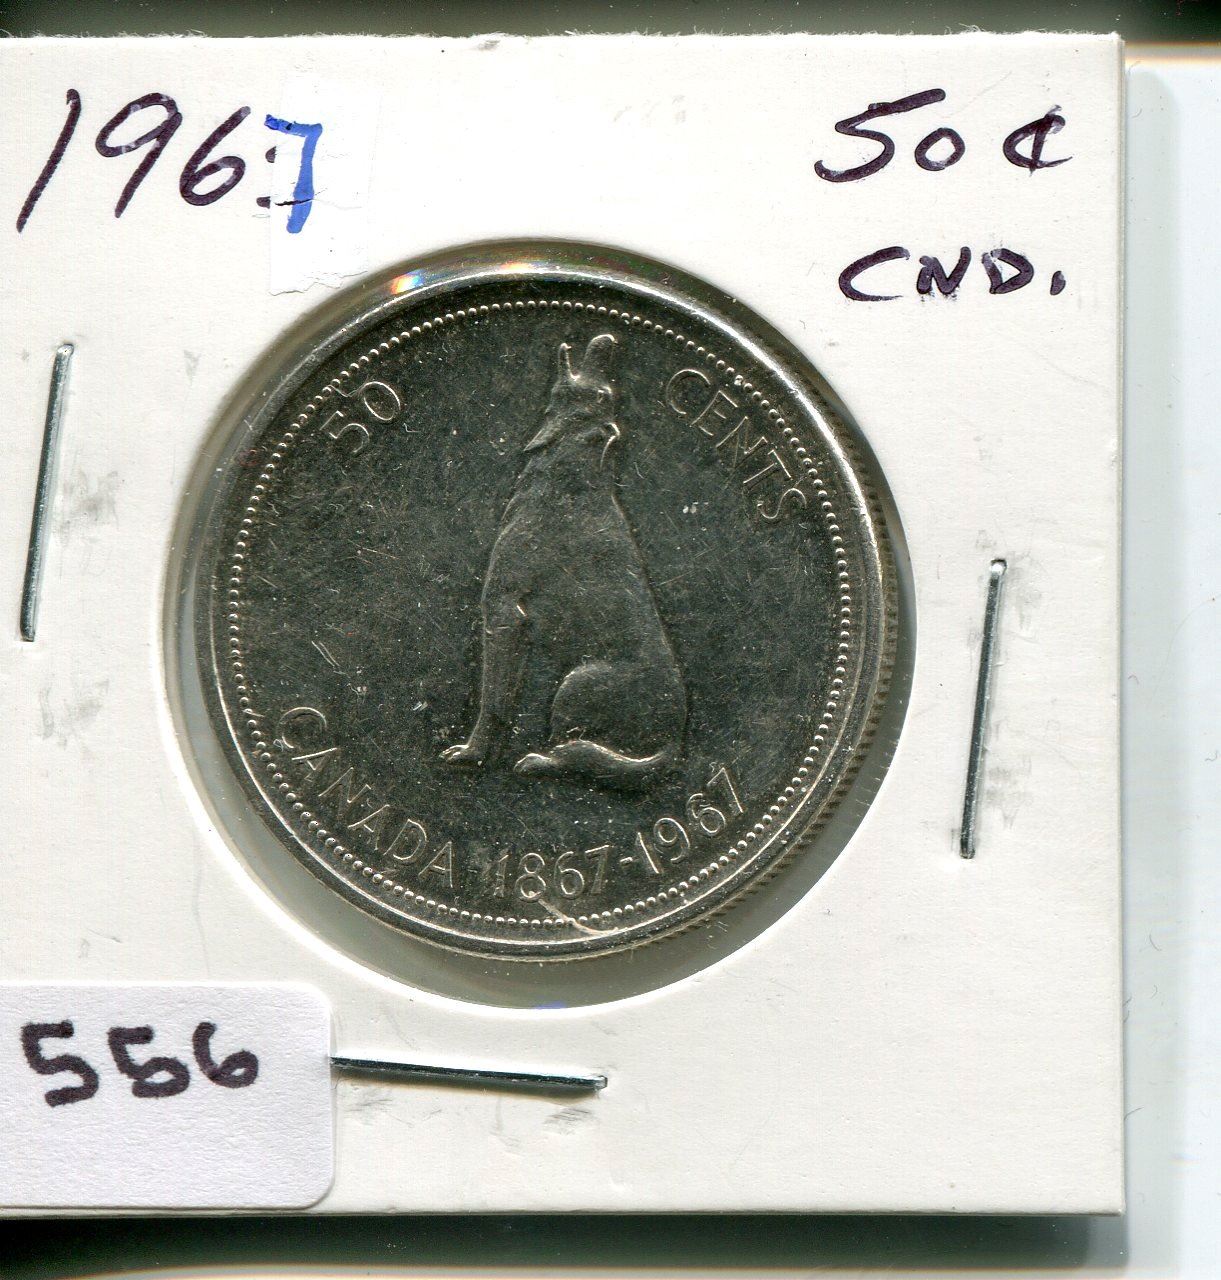 1967 50¢
CND.
50 CENTS
CANADA 1867-1967
556